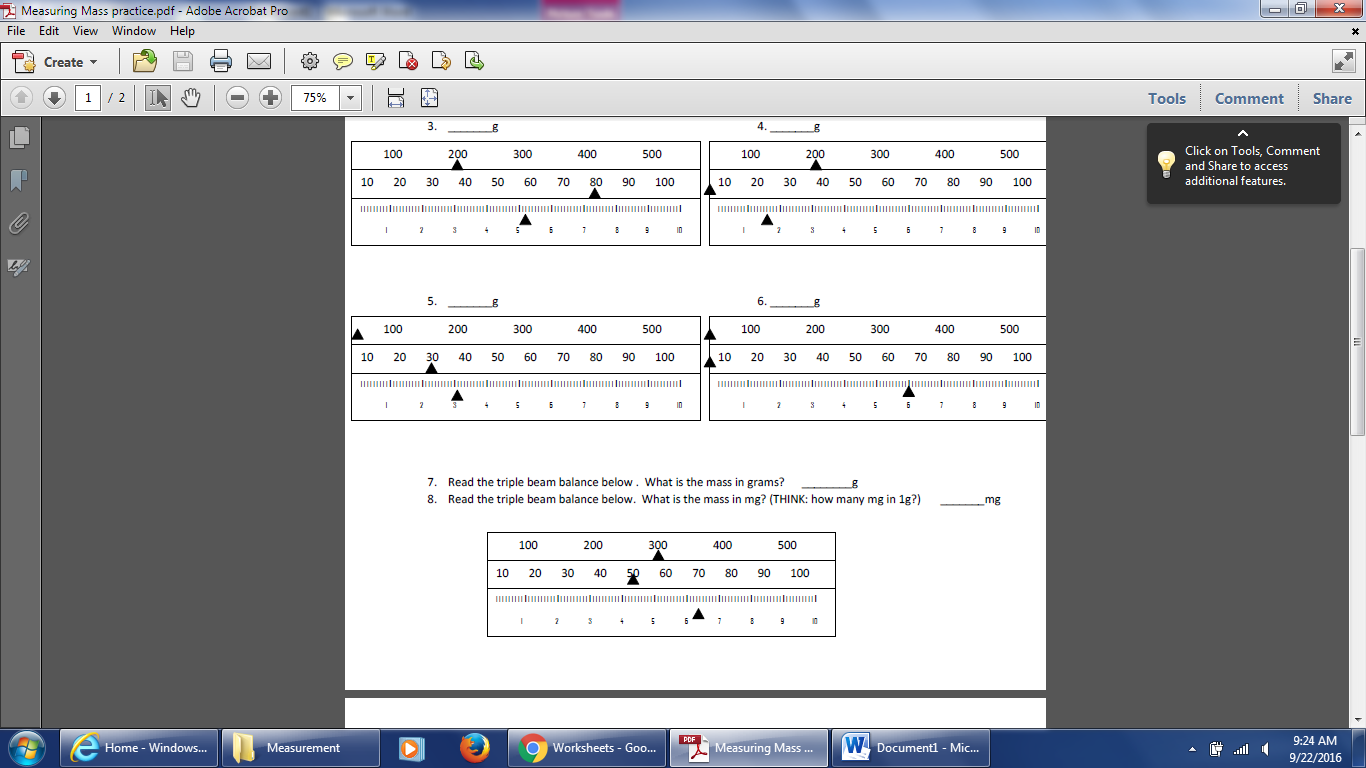 Measuring Mass practice.pdf - Adobe Acrobat Pro
File Edit View Window Help
Create
1 / 2 75% Tools Comment Share
Click on Tools, Comment
and Share to access
additional features.
3. _______g 4. _______g
100 200 300 400 500 100 200 300 400 500
10 20 30 40 50 60 70 80 90 100 10 20 30 40 50 60 70 80 90 100
1 2 3 4 5 6 7 8 9 10 1 2 3 4 5 6 7 8 9 10
5. _______g 6. _______g
100 200 300 400 500 100 200 300 400 500
10 20 30 40 50 60 70 80 90 100 10 20 30 40 50 60 70 80 90 100
1 2 3 4 5 6 7 8 9 10 1 2 3 4 5 6 7 8 9 10
7. Read the triple beam balance below . What is the mass in grams? ________g
8. Read the triple beam balance below. What is the mass in mg? (THINK: how many mg in 1g?) _______mg
100 200 300 400 500
10 20 30 40 50 60 70 80 90 100
1 2 3 4 5 6 7 8 9 10
Home - Windows... Measurement Worksheets - Goo... PDF Measuring Mass ... Document1 - Mic... 9:24 AM
9/22/2016